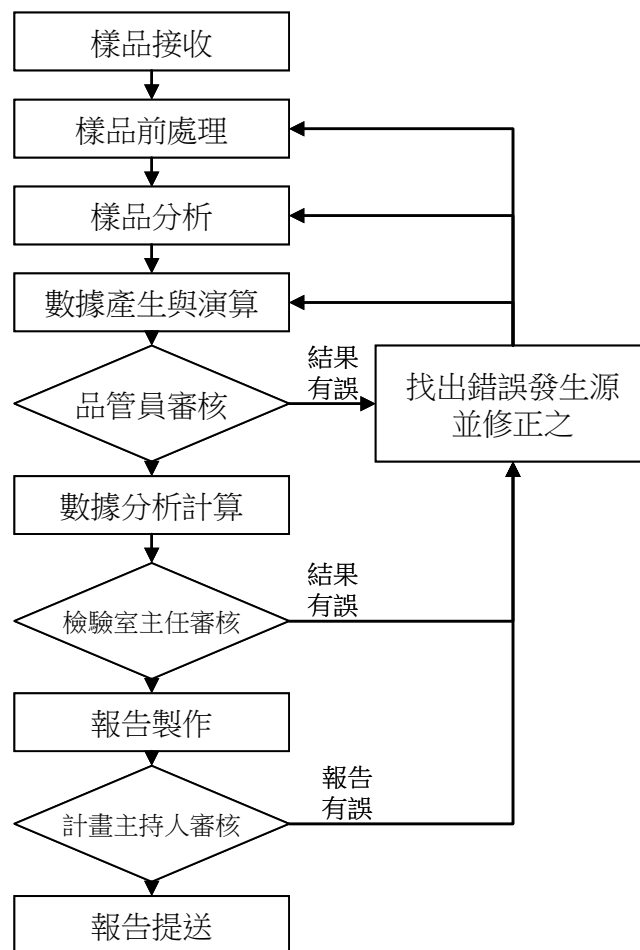 樣品接收
樣品前處理
樣品分析
數據產生與演算
結果
有誤
品管員審核
找出錯誤發生源
並修正之
數據分析計算
結果
有誤
檢驗室主任審核
報告製作
報告
有誤
計畫主持人審核
報告提送